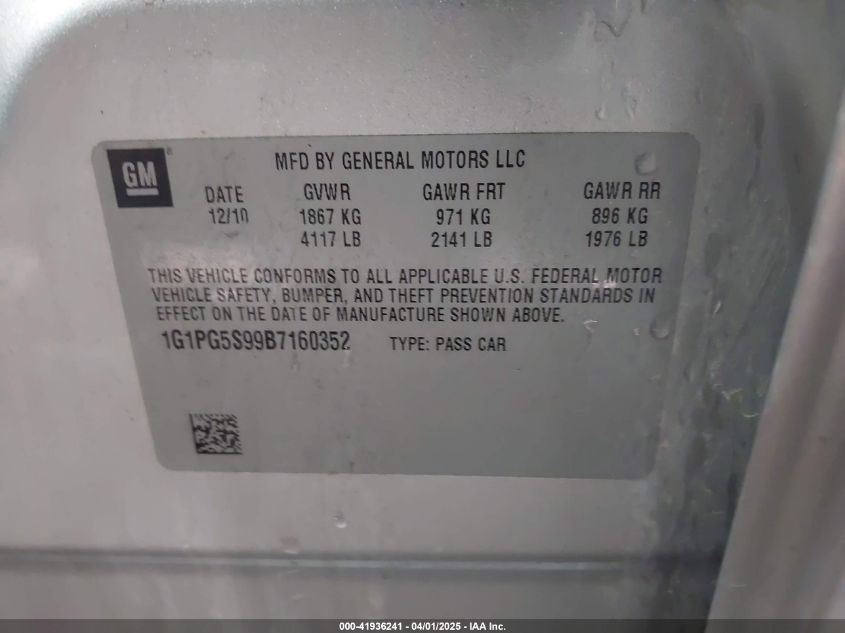 GM®
MFD BY GENERAL MOTORS LLC
DATE GVWR GAWR FRT GAWR RR
12/10 1867 KG 971 KG 896 KG
4117 LB 2141 LB 1976 LB
THIS VEHICLE CONFORMS TO ALL APPLICABLE U.S. FEDERAL MOTOR
VEHICLE SAFETY, BUMPER, AND THEFT PREVENTION STANDARDS IN
EFFECT ON THE DATE OF MANUFACTURE SHOWN ABOVE.
1G1PG5S99B7160352 TYPE: PASS CAR
000-41936241 - 04/01/2025 - IAA Inc.